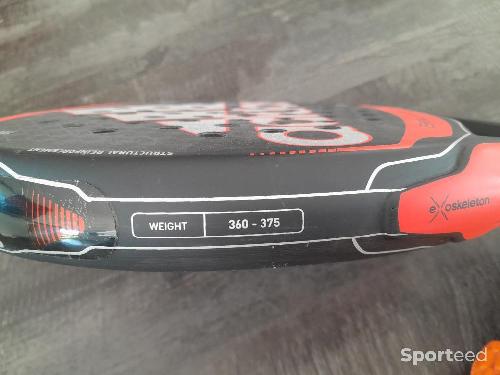 STRUCTURAL REINFORCEMENT
WEIGHT 360 - 375
eXoskeleton
Sporteed